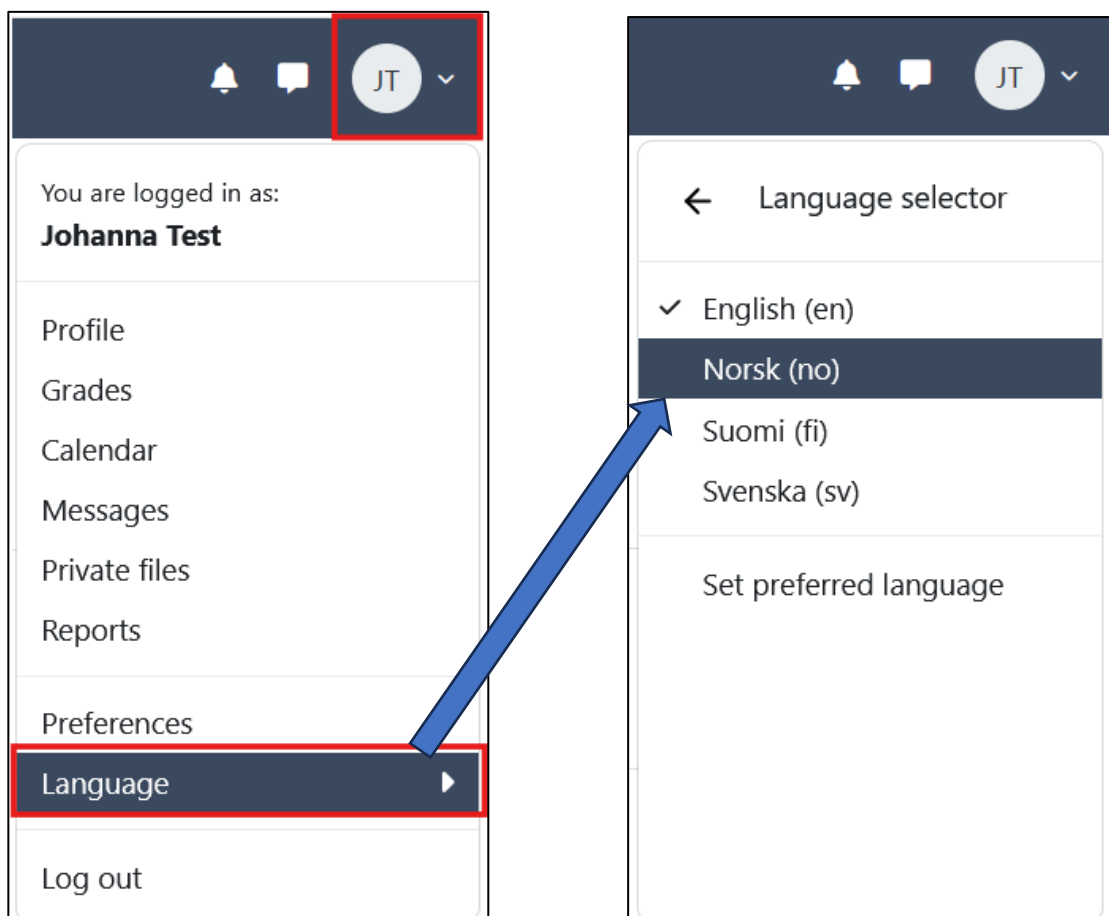 JT
You are logged in as:
Johanna Test
Profile
Grades
Calendar
Messages
Private files
Reports
Preferences
Language
Log out
JT
Language selector
English (en)
Norsk (no)
Suomi (fi)
Svenska (sv)
Set preferred language